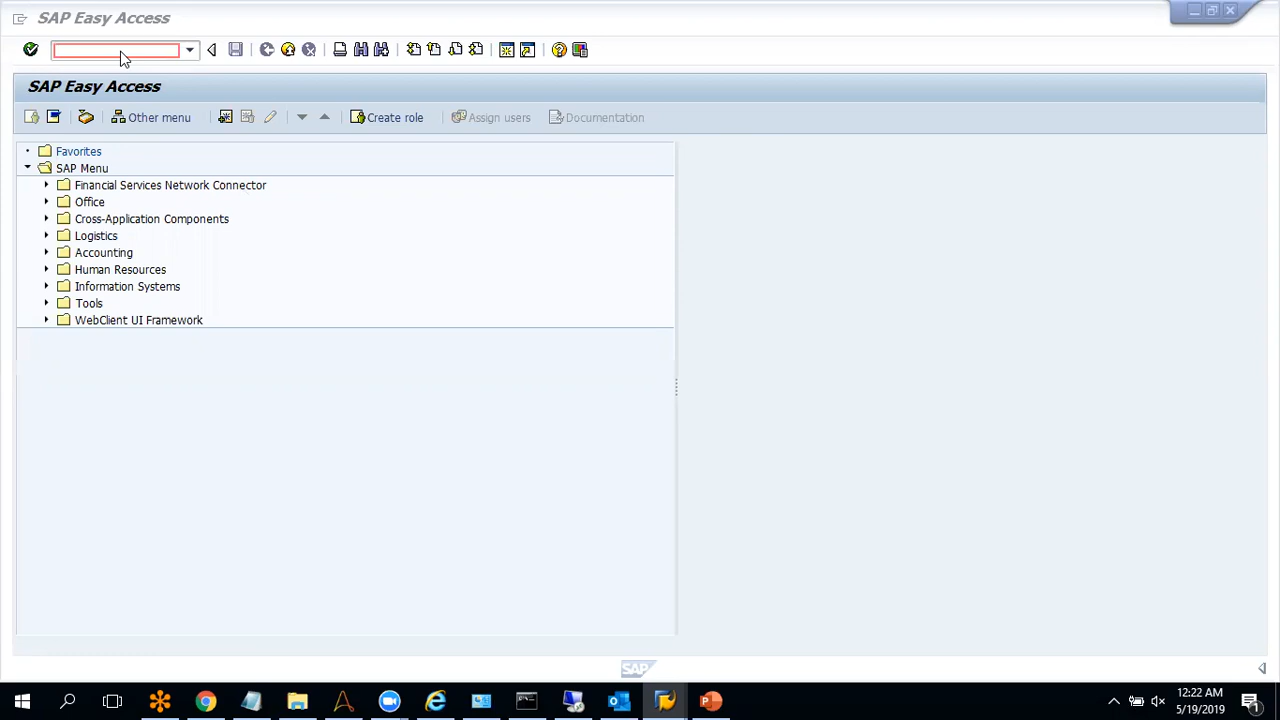 SAP Easy Access
SAP Easy Access
Other menu
Create role
Assign users
Documentation
Favorites
SAP Menu
Financial Services Network Connector
Office
Cross-Application Components
Logistics
Accounting
Human Resources
Information Systems
Tools
WebClient UI Framework
SAP
12:22 AM
5/19/2019
1